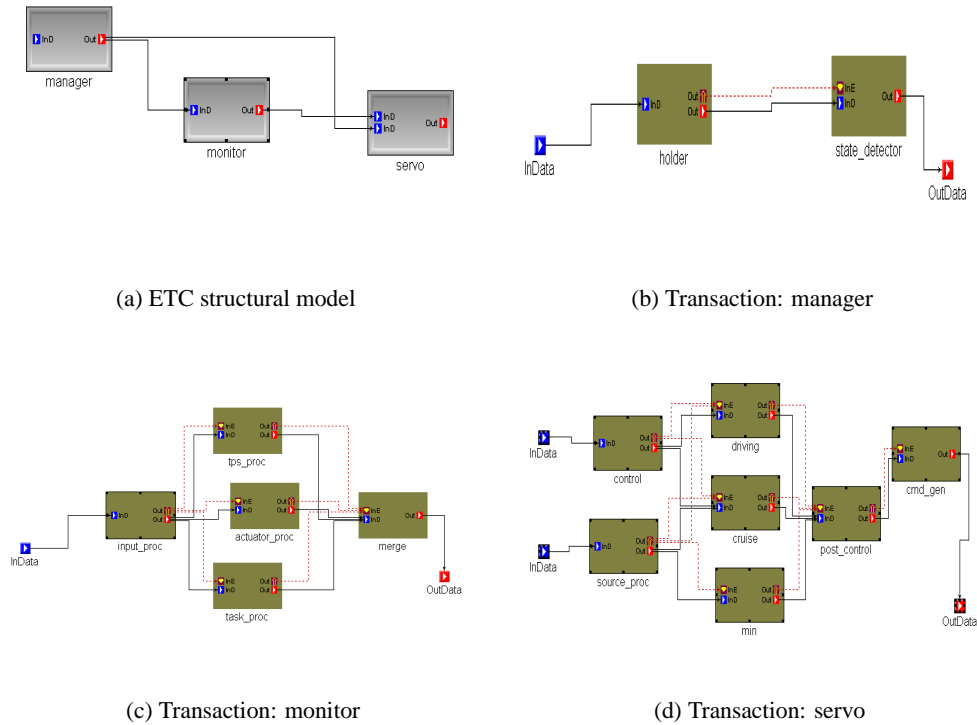 InD
Out
manager
InD
Out
monitor
InD
InD
Out
servo
(a) ETC structural model
InData
InD
Out
Out
holder
InE
InD
Out
state_detector
OutData
(b) Transaction: manager
InData
InD
Out
Out
input_proc
InE
InD
Out
Out
tps_proc
InE
InD
Out
Out
actuator_proc
InE
InD
Out
Out
task_proc
InE
InD
Out
merge
OutData
(c) Transaction: monitor
InData
InD
Out
Out
control
InData
InD
Out
Out
source_proc
InE
InD
Out
Out
driving
InE
InD
Out
Out
cruise
InE
InD
Out
Out
min
InE
InD
Out
Out
post_control
InE
InD
Out
cmd_gen
OutData
(d) Transaction: servo